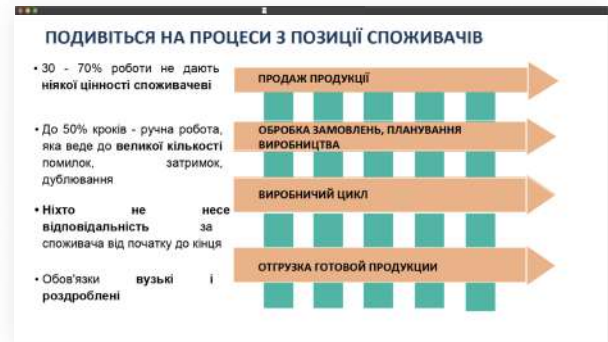 ПОДИВІТЬСЯ НА ПРОЦЕСИ З ПОЗИЦІЇ СПОЖИВАЧІВ
• 30 - 70% роботи не дають
ніякої цінності споживачеві
• До 50% кроків - ручна робота,
яка веде до великої кількості
помилок, затримок,
дублювання
• Ніхто не несе
відповідальність за
споживача від початку до кінця
• Обов'язки вузькі і
роздроблені
ПРОДАЖ ПРОДУКЦІЇ
ОБРОБКА ЗАМОВЛЕНЬ, ПЛАНУВАННЯ
ВИРОБНИЦТВА
ВИРОБНИЧИЙ ЦИКЛ
ОТГРУЗКА ГОТОВОЙ ПРОДУКЦИИ